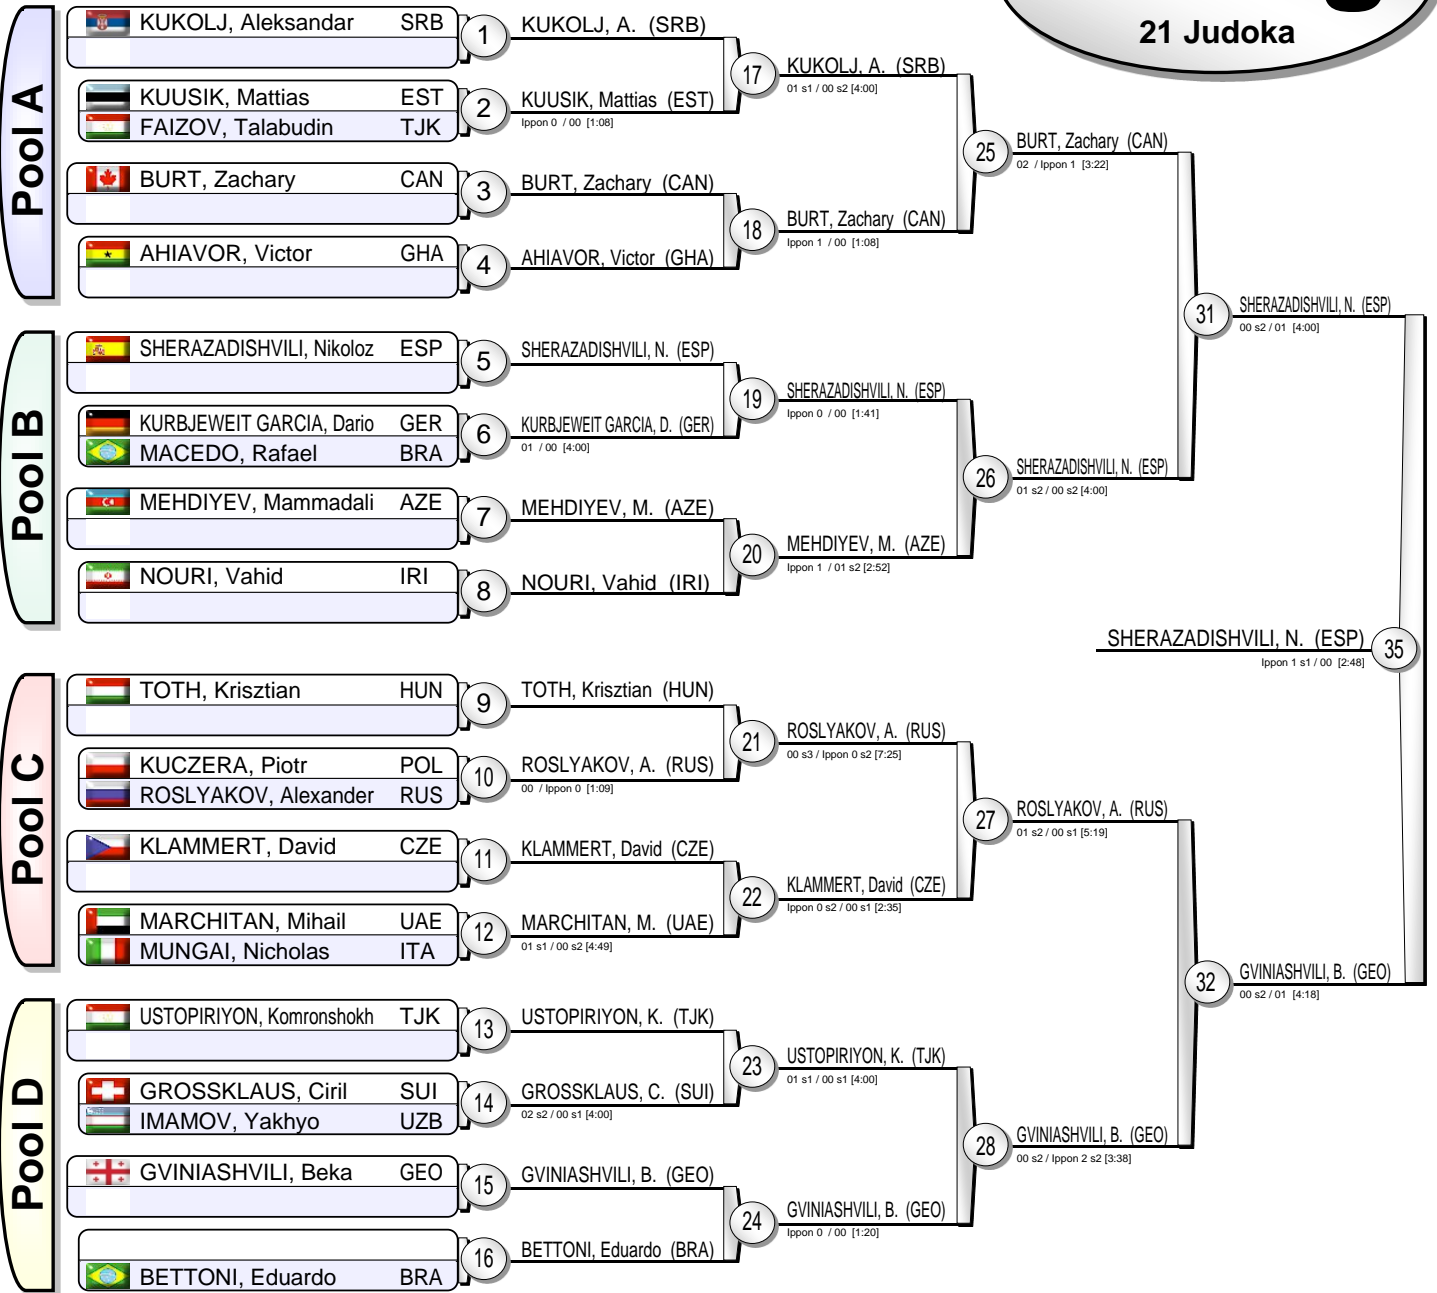 21 Judoka
Pool A
KUKOLJ, Aleksandar SRB
1
KUUSIK, Mattias EST
FAIZOV, Talabudin TJK
2
BURT, Zachary CAN
3
AHIAVOR, Victor GHA
4
KUKOLJ, A. (SRB)
KUUSIK, Mattias (EST)
Ippon 0 / 00 [1:08]
BURT, Zachary (CAN)
AHIAVOR, Victor (GHA)
17
KUKOLJ, A. (SRB)
01 s1 / 00 s2 [4:00]
18
BURT, Zachary (CAN)
Ippon 1 / 00 [1:08]
25
BURT, Zachary (CAN)
02 / Ippon 1 [3:22]
Pool B
SHERAZADISHVILI, Nikoloz ESP
5
KURBJEWEIT GARCIA, Dario GER
MACEDO, Rafael BRA
6
MEHDIYEV, Mammadali AZE
7
NOURI, Vahid IRI
8
SHERAZADISHVILI, N. (ESP)
KURBJEWEIT GARCIA, D. (GER)
01 / 00 [4:00]
MEHDIYEV, M. (AZE)
NOURI, Vahid (IRI)
19
SHERAZADISHVILI, N. (ESP)
Ippon 0 / 00 [1:41]
20
MEHDIYEV, M. (AZE)
Ippon 1 / 01 s2 [2:52]
26
SHERAZADISHVILI, N. (ESP)
01 s2 / 00 s2 [4:00]
31
SHERAZADISHVILI, N. (ESP)
00 s2 / 01 [4:00]
SHERAZADISHVILI, N. (ESP)
Ippon 1 s1 / 00 [2:48]
35
Pool C
TOTH, Krisztian HUN
9
KUCZERA, Piotr POL
ROSLYAKOV, Alexander RUS
10
KLAMMERT, David CZE
11
MARCHITAN, Mihail UAE
MUNGAI, Nicholas ITA
12
TOTH, Krisztian (HUN)
ROSLYAKOV, A. (RUS)
00 / Ippon 0 [1:09]
KLAMMERT, David (CZE)
MARCHITAN, M. (UAE)
01 s1 / 00 s2 [4:49]
21
ROSLYAKOV, A. (RUS)
00 s3 / Ippon 0 s2 [7:25]
22
KLAMMERT, David (CZE)
Ippon 0 s2 / 00 s1 [2:35]
27
ROSLYAKOV, A. (RUS)
01 s2 / 00 s1 [5:19]
Pool D
USTOPIRIYON, Komronshokh TJK
13
GROSSKLAUS, Ciril SUI
IMAMOV, Yakhyo UZB
14
GVINIASHVILI, Beka GEO
15
BETTONI, Eduardo BRA
16
USTOPIRIYON, K. (TJK)
GROSSKLAUS, C. (SUI)
02 s2 / 00 s1 [4:00]
GVINIASHVILI, B. (GEO)
BETTONI, Eduardo (BRA)
23
USTOPIRIYON, K. (TJK)
01 s1 / 00 s1 [4:00]
24
GVINIASHVILI, B. (GEO)
Ippon 0 / 00 [1:20]
28
GVINIASHVILI, B. (GEO)
00 s2 / Ippon 2 s2 [3:38]
32
GVINIASHVILI, B. (GEO)
00 s2 / 01 [4:18]